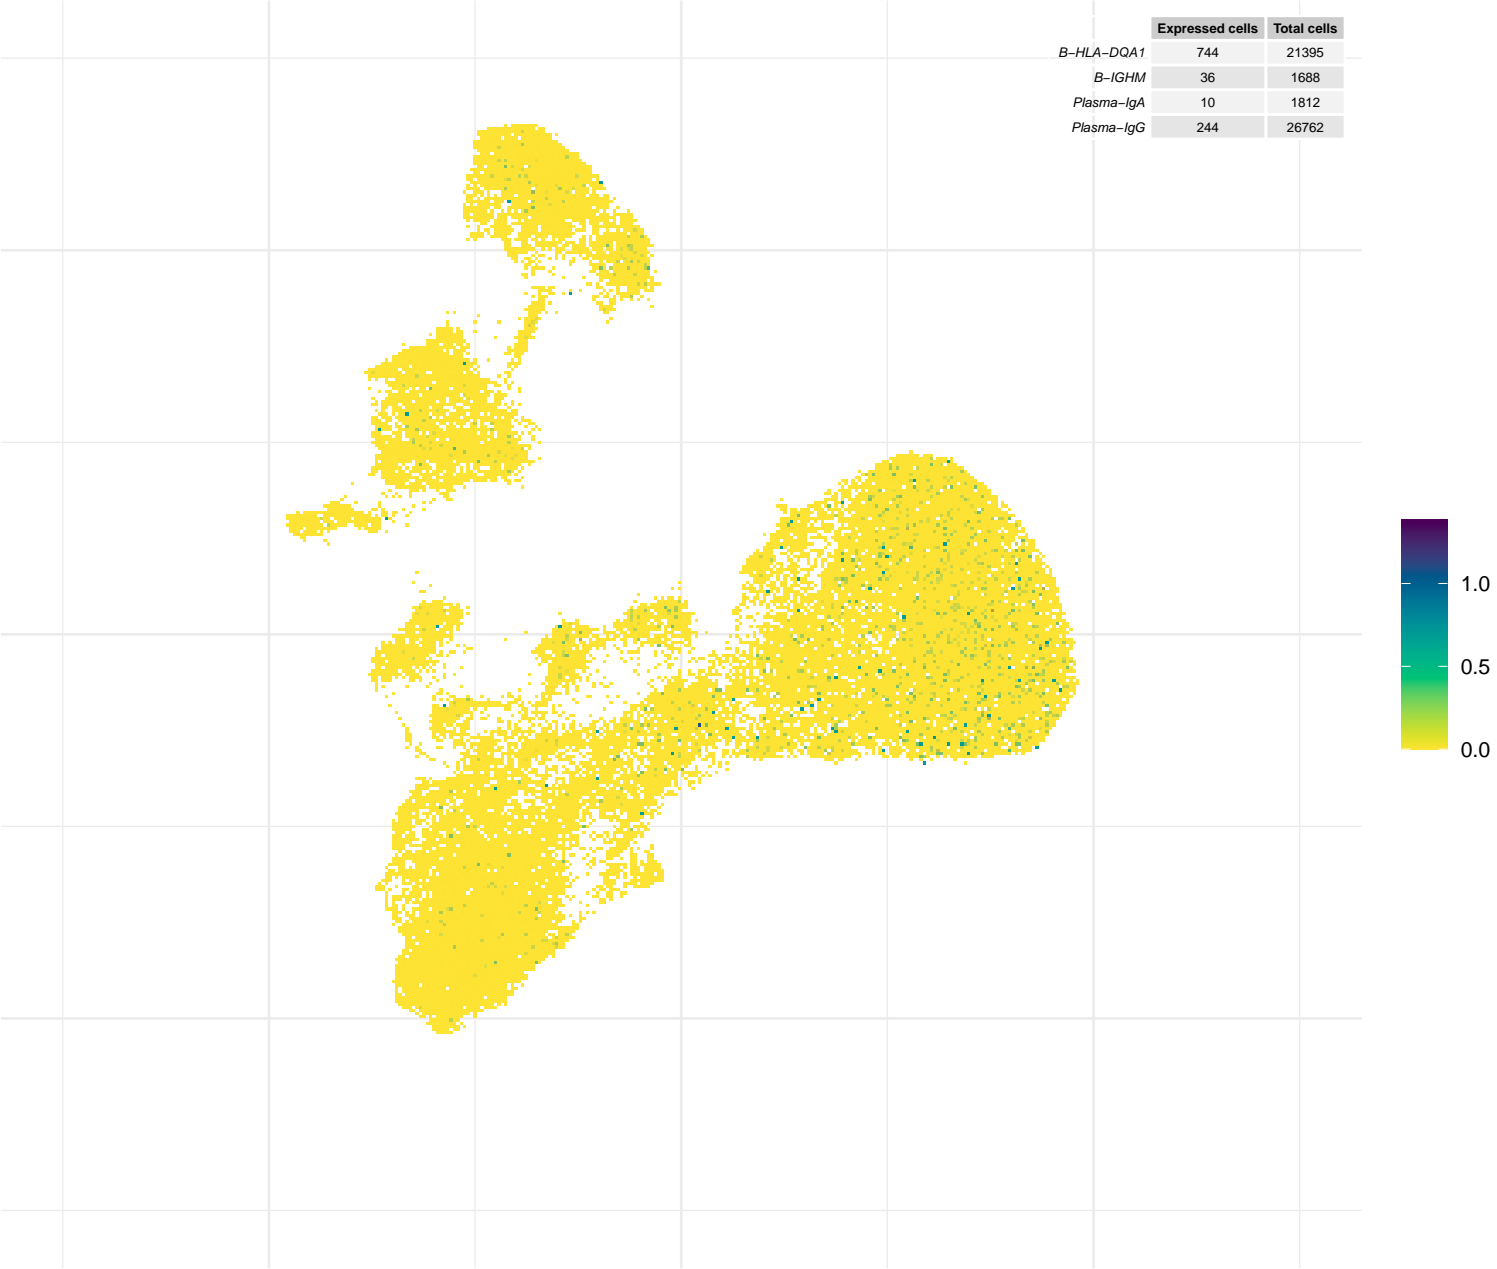 Expressed cells Total cells
B−HLA−DQA1 744 21395
B−IGHM 36 1688
Plasma−IgA 10 1812
Plasma−IgG 244 26762
1.0
0.5
0.0